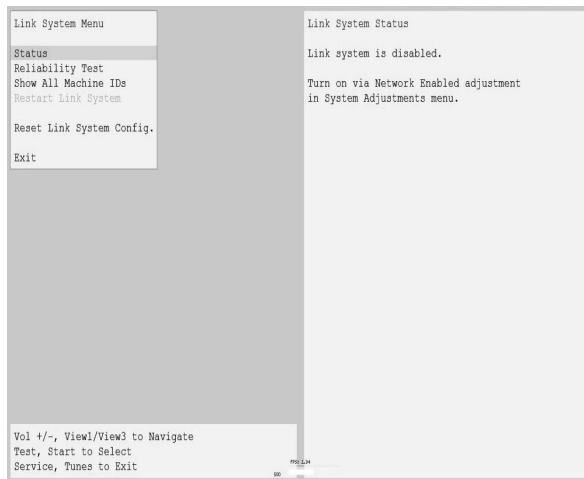 Link System Menu
Status
Reliability Test
Show All Machine IDs
Restart Link System
Reset Link System Config.
Exit
Link System Status
Link system is disabled.
Turn on via Network Enabled adjustment
in System Adjustments menu.
Vol +/-, View1/View3 to Navigate
Test, Start to Select
Service, Tunes to Exit